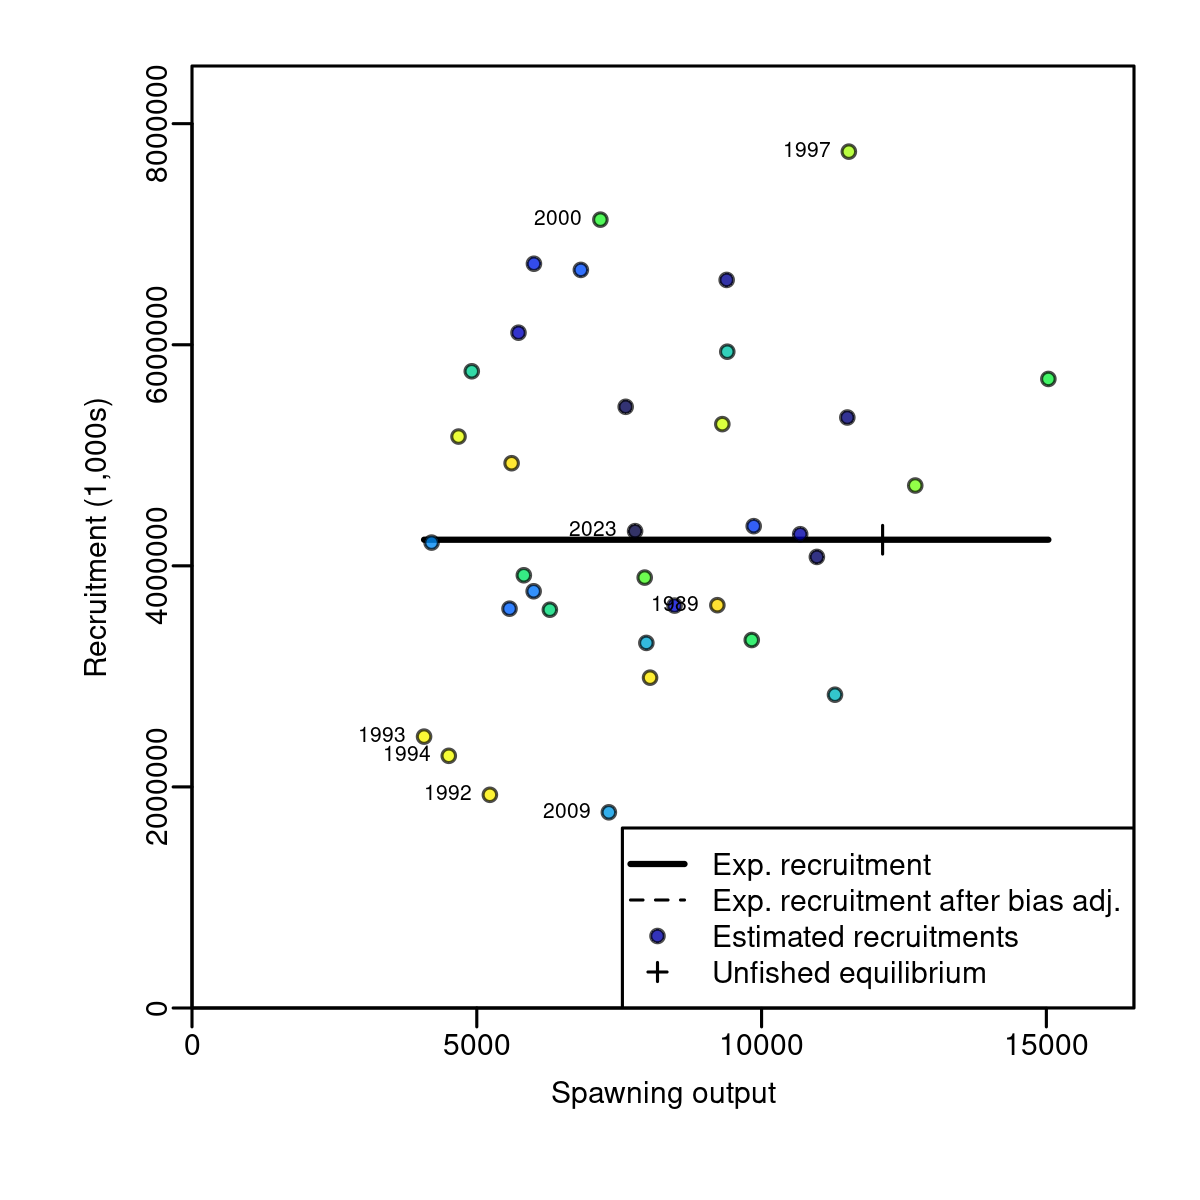 8000000
1997
2000
6000000
Recruitment (1,000s)
2023
4000000
1989
1993
1994
1992
2009
2000000
Exp. recruitment
Exp. recruitment after bias adj.
Estimated recruitments
Unfished equilibrium
0
0
5000
10000
15000
Spawning output